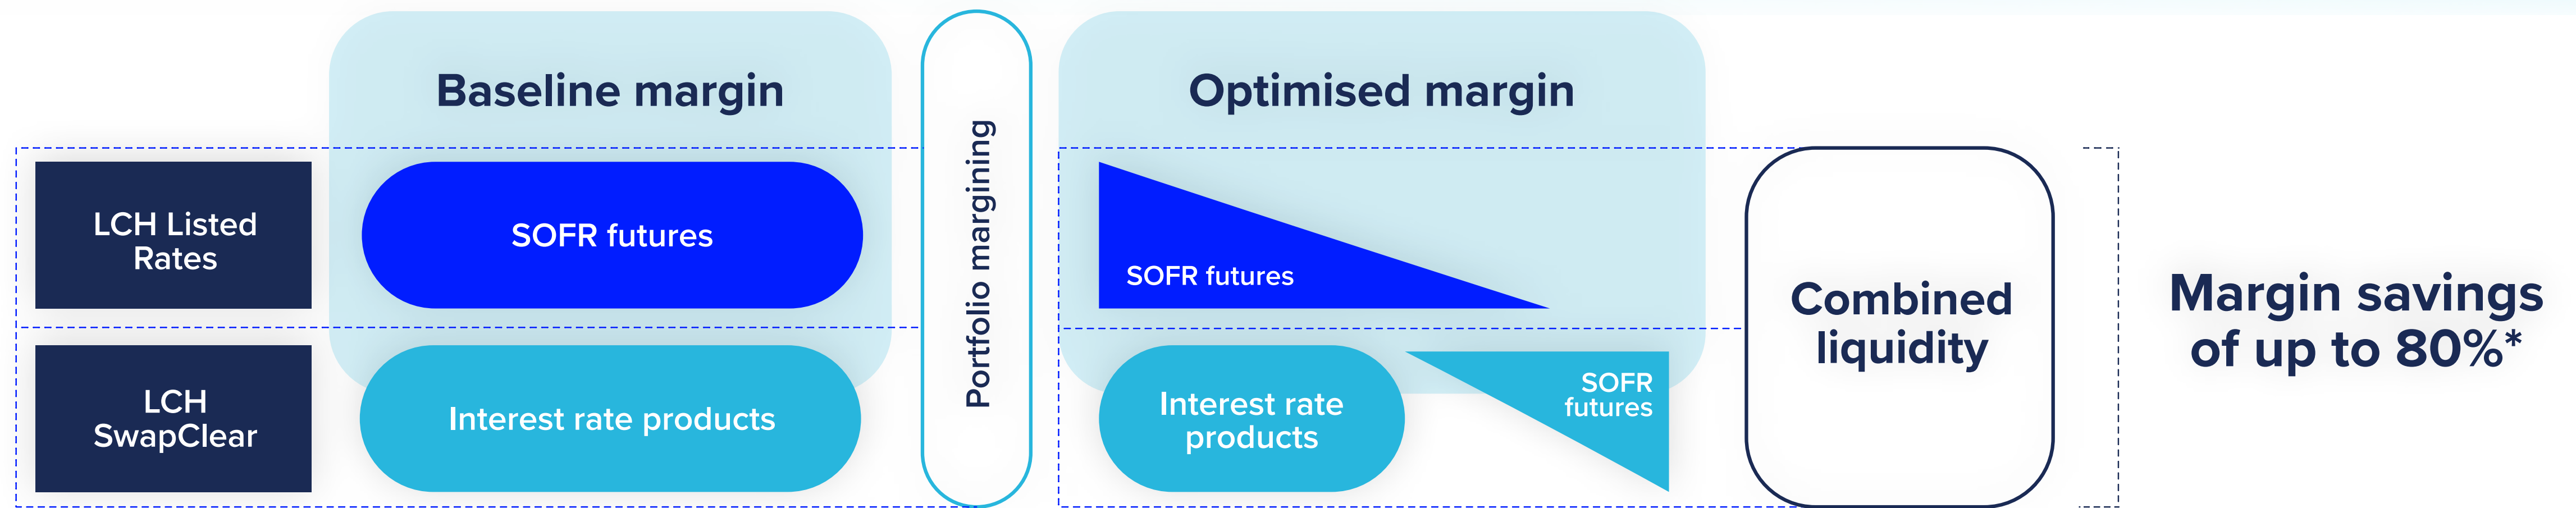 Baseline margin
Portfolio margining
Optimised margin
LCH Listed
Rates
SOFR futures
SOFR futures
LCH
SwapClear
Interest rate products
Interest rate
products
SOFR
futures
Combined
liquidity
Margin savings
of up to 80%*